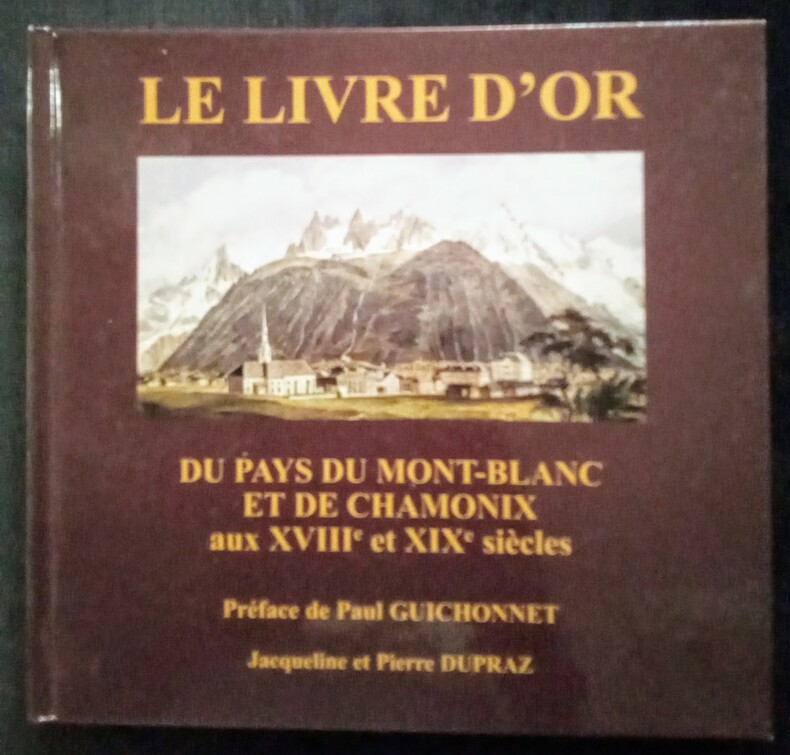 LE LIVRE D'OR
DU PAYS DU MONT-BLANC
ET DE CHAMONIX
aux XVIIIᵉ et XIXᵉ siècles
Préface de Paul GUICHONNET
Jacqueline et Pierre DUPRAZ